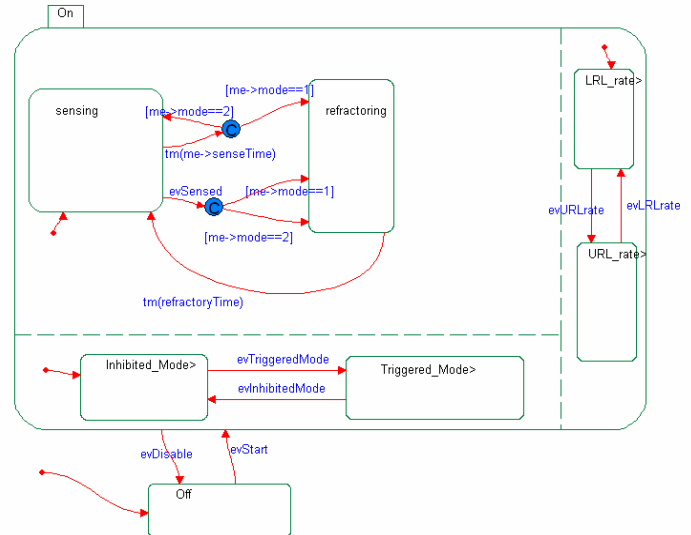 On
LRL_rate>
[me->mode==1]
sensing
[me->mode==2]
refractoring
tm(me->senseTime)
evSensed
[me->mode==1]
evURLrate
evLRLrate
[me->mode==2]
URL_rate>
tm(refractoryTime)
Inhibited_Mode>
evTriggeredMode
Triggered_Mode>
evInhibitedMode
evDisable
evStart
Off